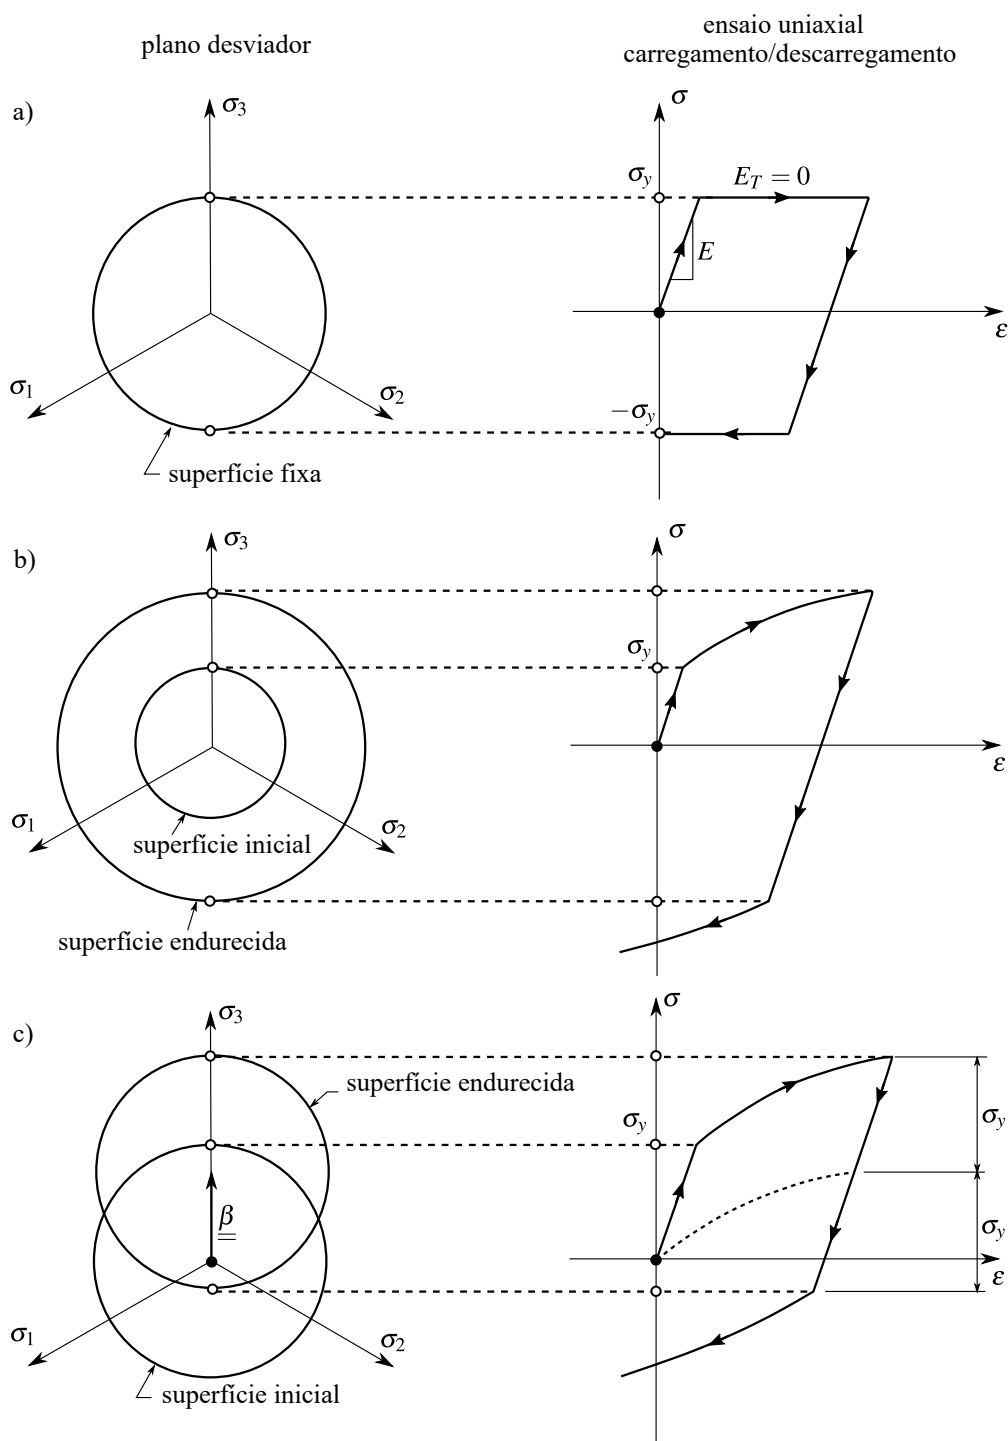 plano desviador
ensaio uniaxial
carregamento/descarregamento
a)
σ3
σ
σy
ET = 0
E
ε
σ1
σ2
−σy
superfície fixa
b)
σ3
σ
σy
ε
σ1
σ2
superfície inicial
superfície endurecida
c)
σ3
σ
superfície endurecida
σy
σy
β
σy
ε
σ1
σ2
superfície inicial